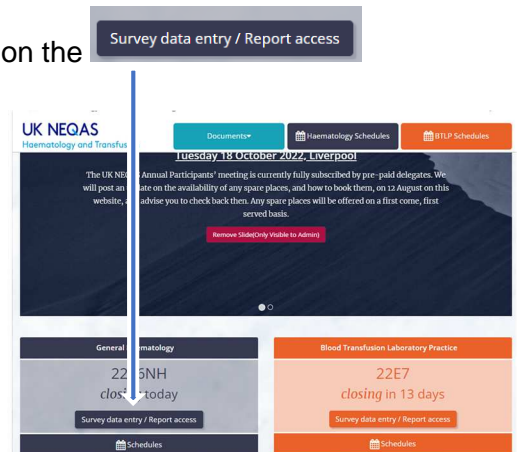 on the
Survey data entry / Report access
UK NEQAS
Haematology and Transfus
Documents
Haematology Schedules
BTLP Schedules
Tuesday 18 October 2022, Liverpool
The UK NE Annual Participants' meeting is currently fully subscribed by pre-paid delegates. We
will post an ate on the availability of any spare places, and how to book them, on 12 August on this
website, advise you to check back then. Any spare places will be offered on a first come, first
served basis.
Remove Slide(Only Visible to Admin)
General ematology
Blood Transfusion Laboratory Practice
22 6NH
22E7
clos today
closing in 13 days
Survey data entry / Report access
Survey data entry / Report access
Schedules
Schedules